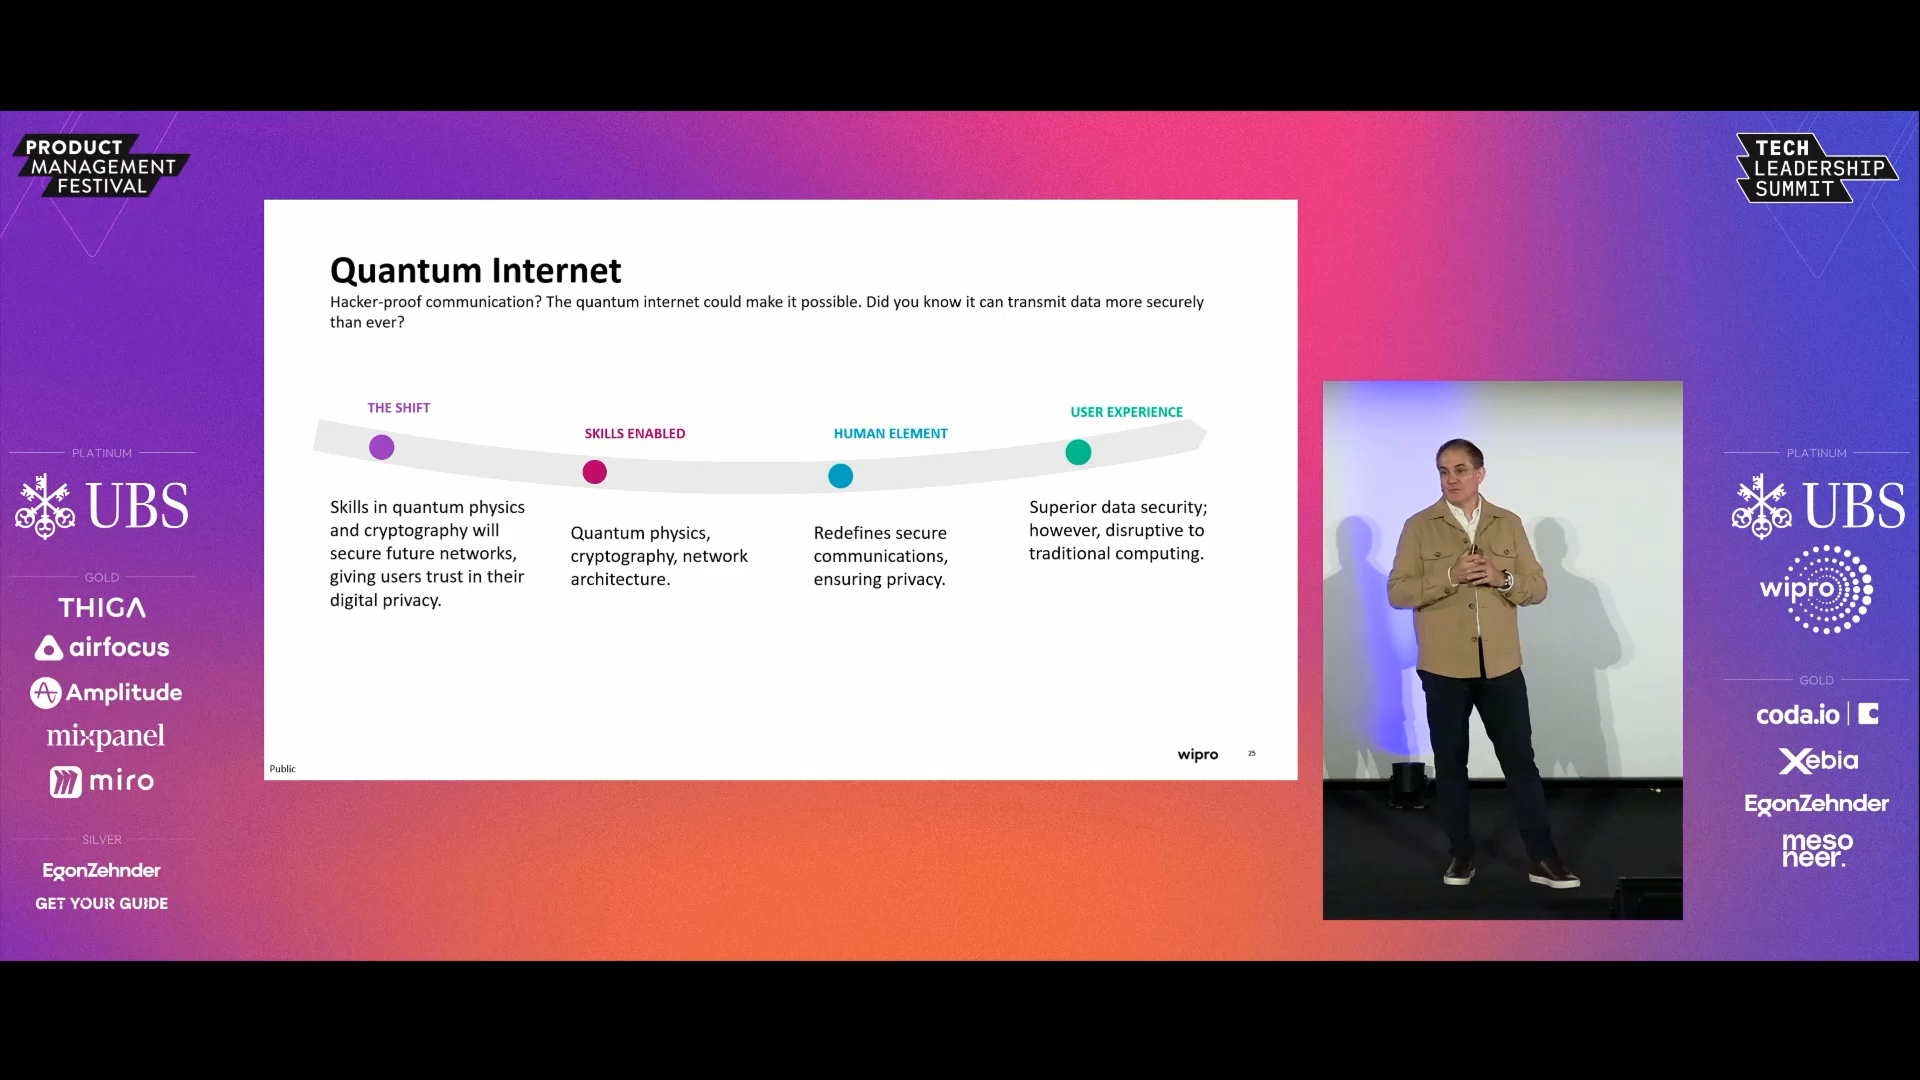 PRODUCT
MANAGEMENT
FESTIVAL
TECH
LEADERSHIP
SUMMIT
Quantum Internet
Hacker-proof communication? The quantum internet could make it possible. Did you know it can transmit data more securely
than ever?
THE SHIFT
Skills in quantum physics
and cryptography will
secure future networks,
giving users trust in their
digital privacy.
SKILLS ENABLED
Quantum physics,
cryptography, network
architecture.
HUMAN ELEMENT
Redefines secure
communications,
ensuring privacy.
USER EXPERIENCE
Superior data security;
however, disruptive to
traditional computing.
Public
wipro
25
PLATINUM
UBS
GOLD
THIGA
airfocus
Amplitude
mixpanel
miro
SILVER
EgonZehnder
GET YOUR GUIDE
PLATINUM
UBS
wipro
GOLD
coda.io
Xebia
EgonZehnder
meso
neer.